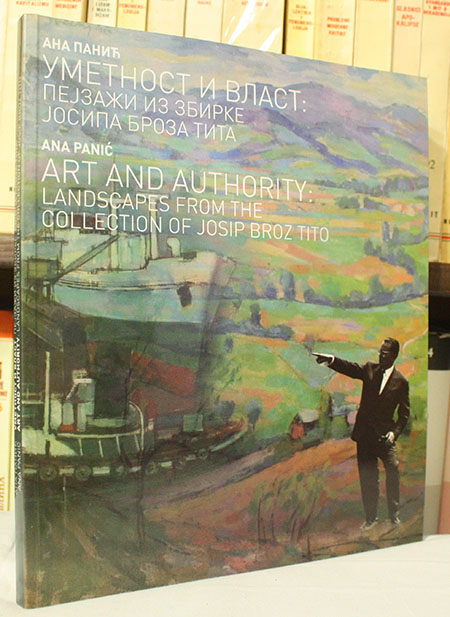 АНА ПАНИЋ
УМЕТНОСТ И ВЛАСТ:
ПЕЈЗАЖИ ИЗ ЗБИРКЕ
ЈОСИПА БРОЗА ТИТА
ANA PANIĆ
ART AND AUTHORITY:
LANDSCAPES FROM THE
COLLECTION OF JOSIP BROZ TITO